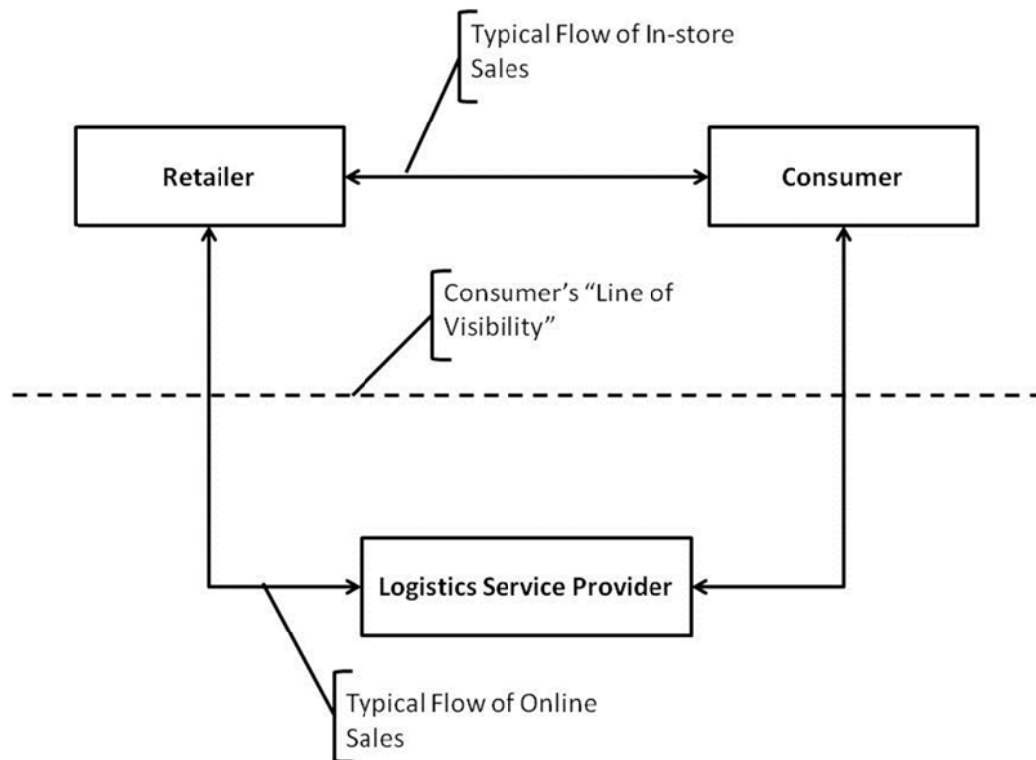 Typical Flow of In-store
Sales
Retailer
Consumer
Consumer’s “Line of
Visibility”
Logistics Service Provider
Typical Flow of Online
Sales